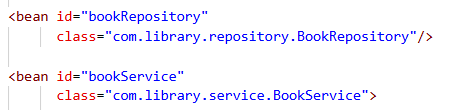 <bean id="bookRepository"
class="com.library.repository.BookRepository"/>
<bean id="bookService"
class="com.library.service.BookService">